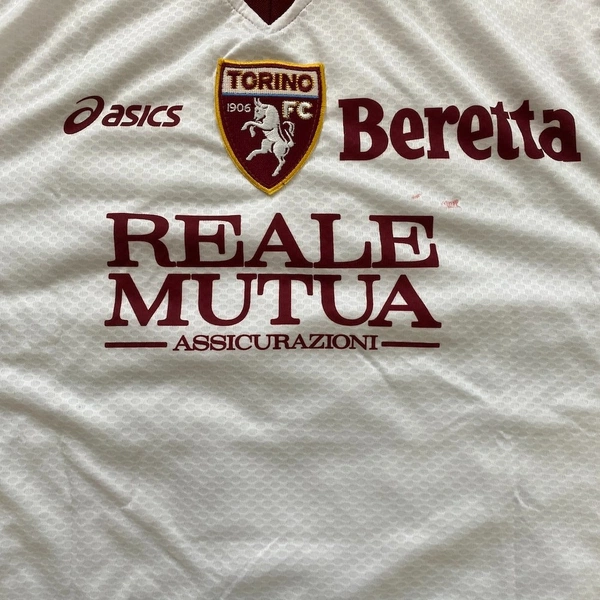 TORINO
1906 FC
asics
Beretta
REALE
MUTUA
ASSICURAZIONI